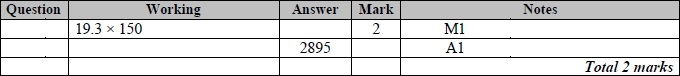 Question Working Answer Mark Notes
19.3 × 150 2 M1
2895 A1
Total 2 marks